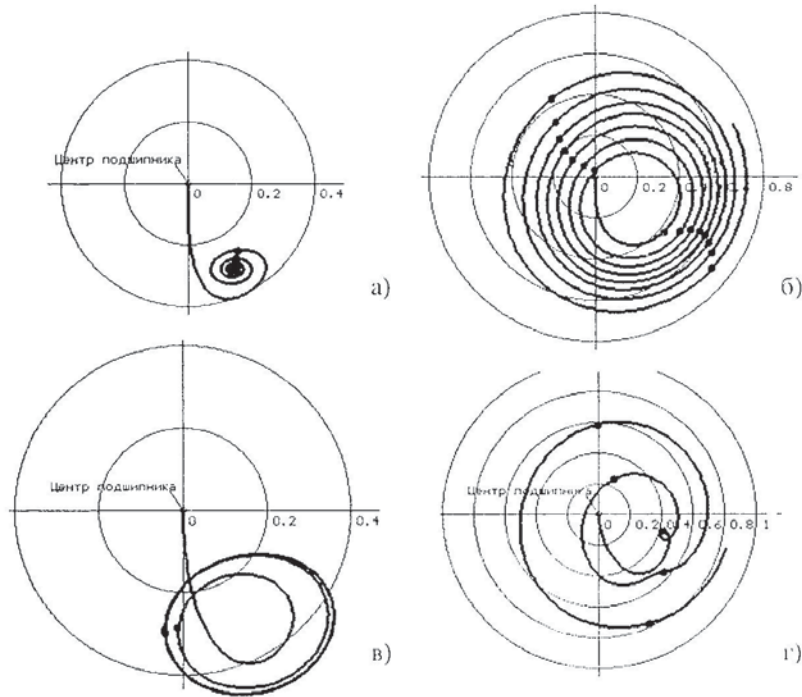 Центр подшипника
0 0.2 0.4
а)
0 0.2 0.8
б)
Центр подшипника
0 0.2 0.4
в)
Центр подшипника
0 0.2 0.4 0.6 0.8 1
г)